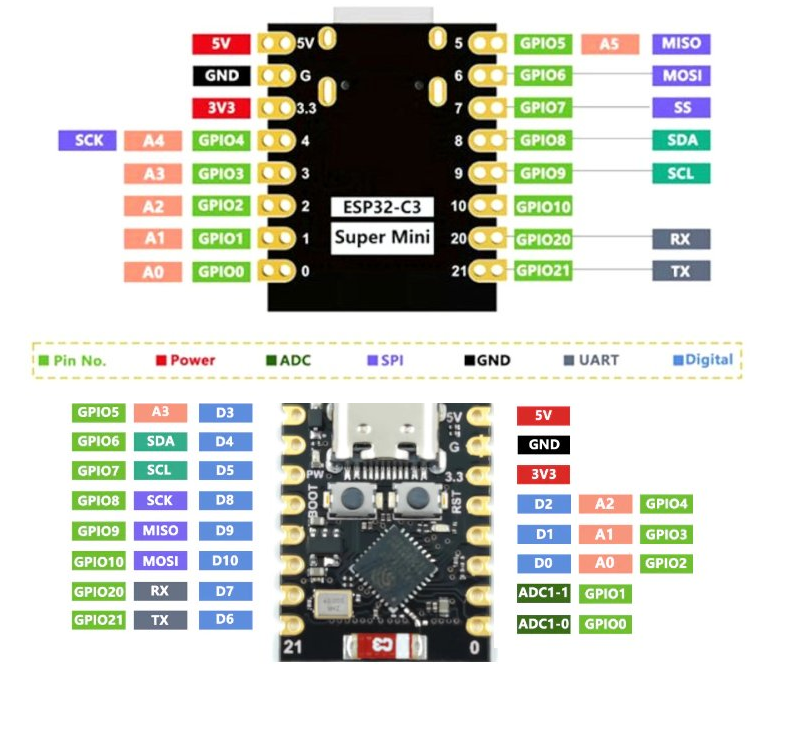 5V 5V 5 GPIO5 A5 MISO
GND G 6 GPIO6 MOSI
3V3 3.3 7 GPIO7 SS
SCK A4 GPIO4 4 8 GPIO8 SDA
A3 GPIO3 3 9 GPIO9 SCL
A2 GPIO2 2 10 GPIO10
A1 GPIO1 1 20 GPIO20 RX
A0 GPIO0 0 21 GPIO21 TX
ESP32-C3
Super Mini
Pin No. Power ADC SPI GND UART Digital
GPIO5 A3 D3 5V 5V
GPIO6 SDA D4 G GND
GPIO7 SCL D5 PW 3.3 3V3
GPIO8 SCK D8 BOOT RST D2 A2 GPIO4
GPIO9 MISO D9 D1 A1 GPIO3
GPIO10 MOSI D10 D0 A0 GPIO2
GPIO20 RX D7 ADC1-1 GPIO1
GPIO21 TX D6 ADC1-0 GPIO0
21 C3 0